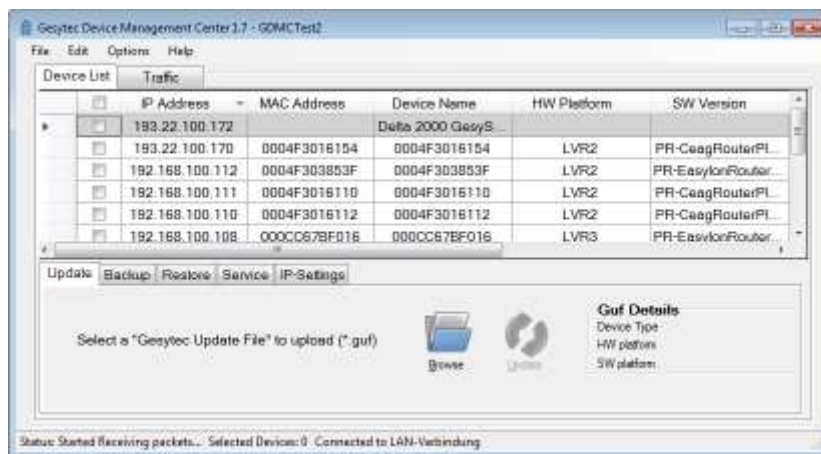 Gesytec Device Management Center 1.7 - GDMCTest2
File Edit Options Help
Device List Traffic
IP Address MAC Address Device Name HW Platform SW Version
193.22.100.172 Delta 2000 GesyS...
193.22.100.170 0004F3016154 0004F3016154 LVR2 PR-CeagRouterPl...
192.168.100.112 0004F303853F 0004F303853F LVR2 PR-EasylonRouter...
192.168.100.111 0004F3016110 0004F3016110 LVR2 PR-CeagRouterPl...
192.168.100.110 0004F3016112 0004F3016112 LVR2 PR-CeagRouterPl...
192.168.100.108 000CC67BF016 000CC67BF016 LVR3 PR-EasylonRouter...
Update Backup Restore Service IP-Settings
Select a "Gesytec Update File" to upload (*.guf)
Browse
Update
Guf Details
Device Type
HW platform
SW platform
Status: Started Receiving packets... Selected Devices: 0 Connected to LAN-Verbindung